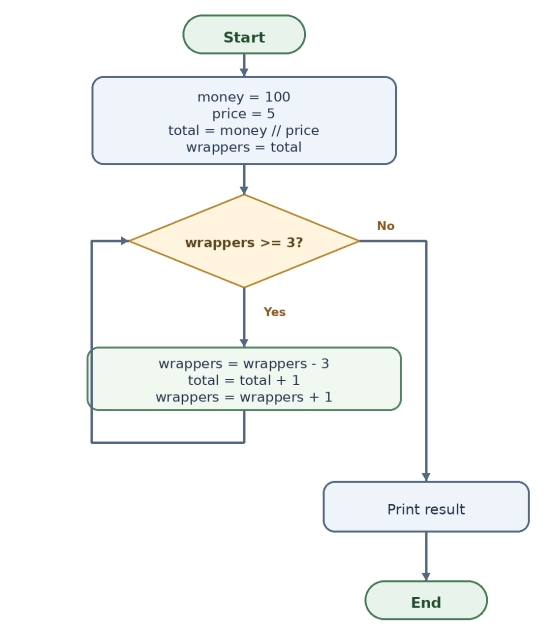 Start
money = 100
price = 5
total = money // price
wrappers = total
wrappers >= 3?
No
Yes
wrappers = wrappers - 3
total = total + 1
wrappers = wrappers + 1
Print result
End